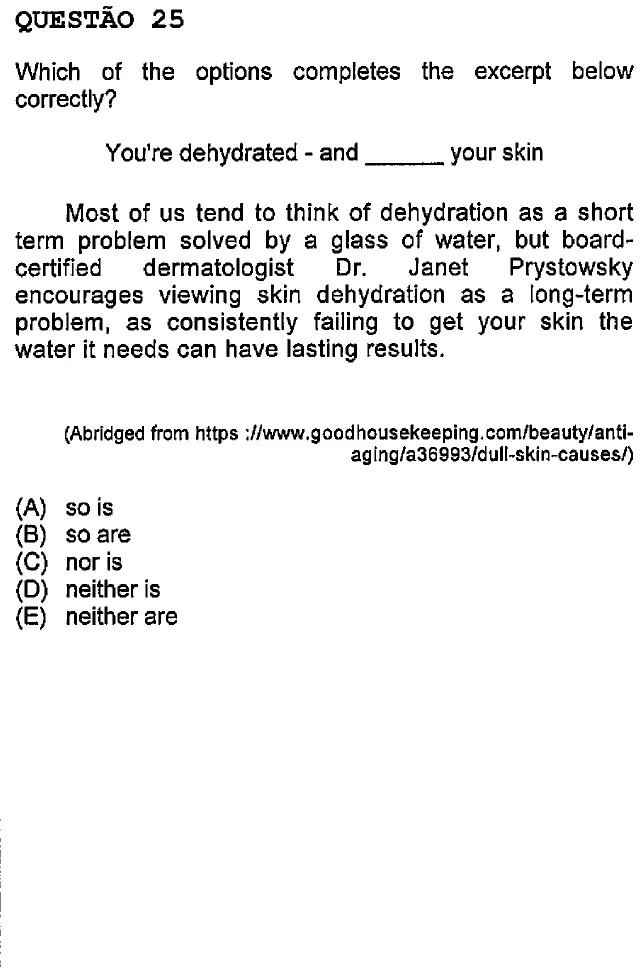 QUESTÃO 25
Which of the options completes the excerpt below
correctly?
You're dehydrated - and ______ your skin
Most of us tend to think of dehydration as a short
term problem solved by a glass of water, but board-
certified dermatologist Dr. Janet Prystowsky
encourages viewing skin dehydration as a long-term
problem, as consistently failing to get your skin the
water it needs can have lasting results.
(Abridged from https ://www.goodhousekeeping.com/beauty/anti-
aging/a36993/dull-skin-causes/)
(A) so is
(B) so are
(C) nor is
(D) neither is
(E) neither are